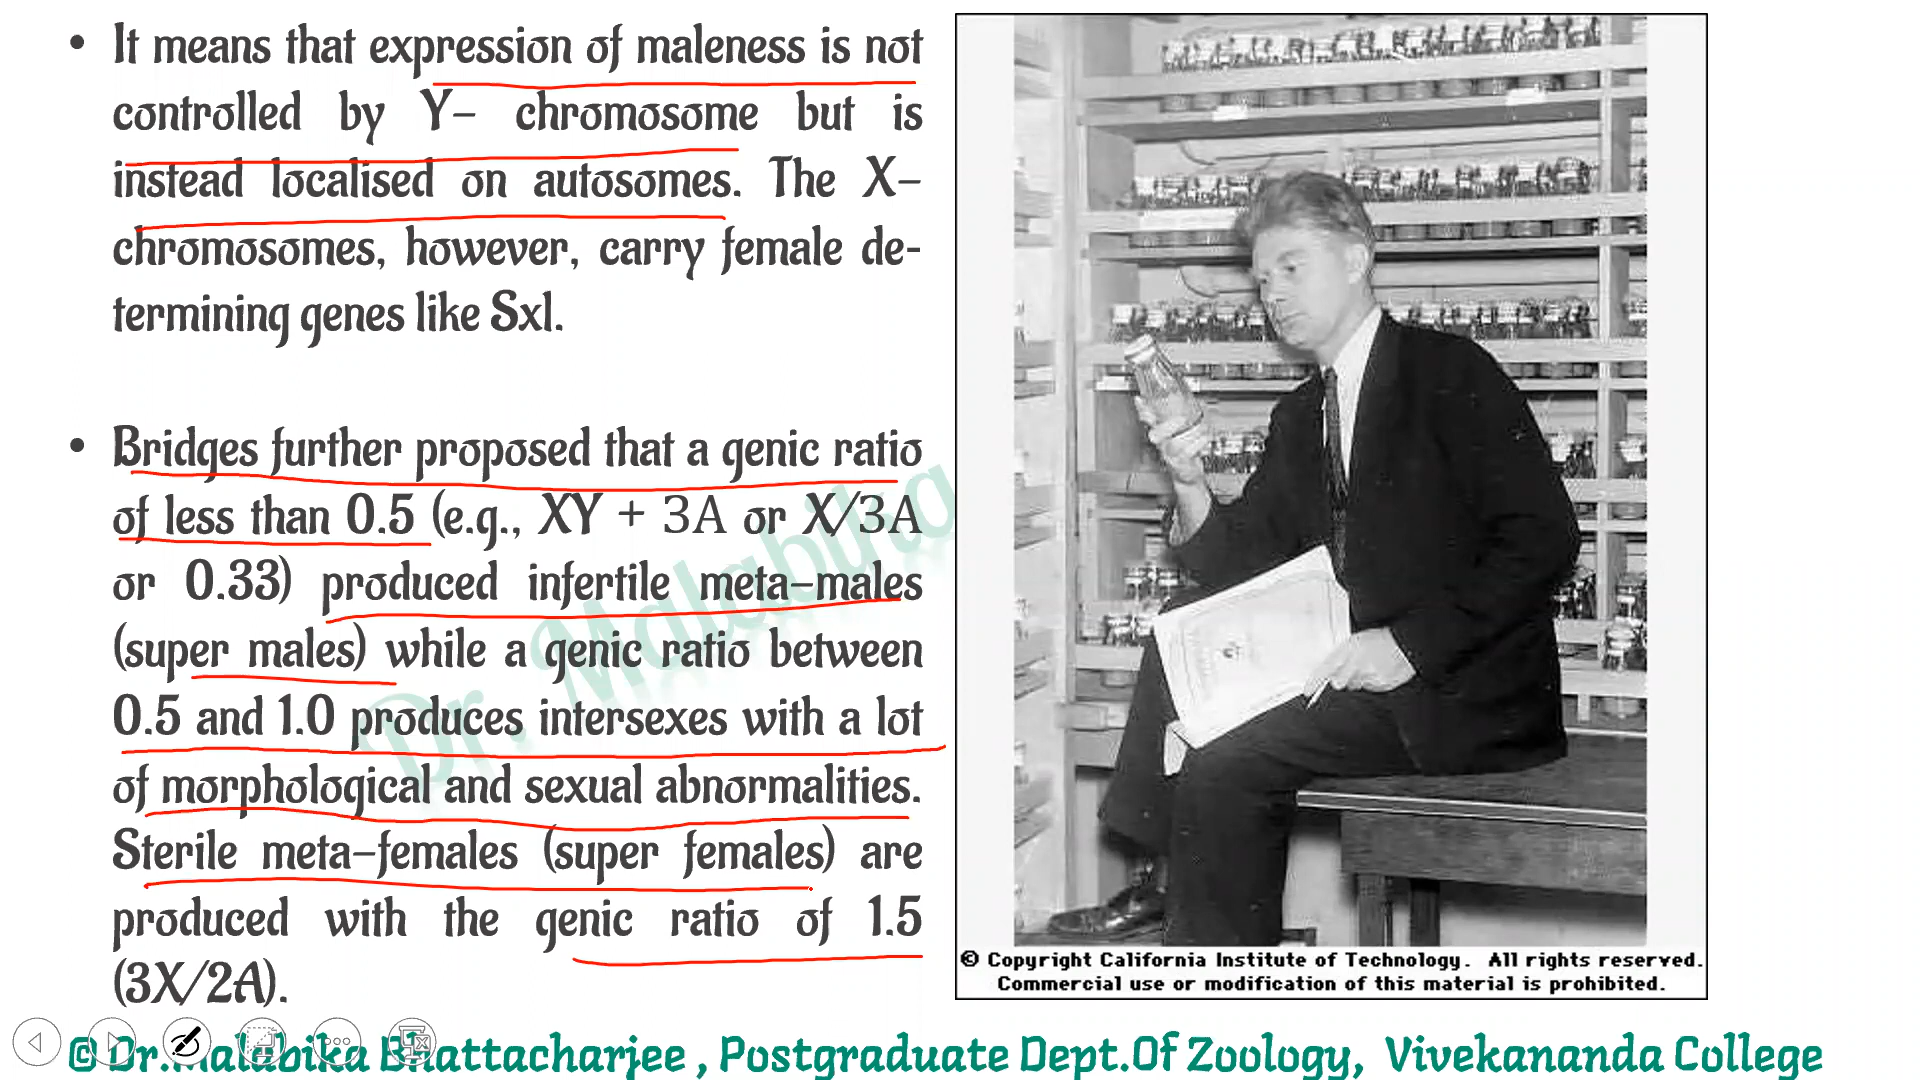 • It means that expression of maleness is not
controlled by Y– chromosome but is
instead localised on autosomes. The X–
chromosomes, however, carry female de-
termining genes like Sxl.
• Bridges further proposed that a genic ratio
of less than 0.5 (e.g., XY + 3A or X/3A
or 0.33) produced infertile meta–males
(super males) while a genic ratio between
0.5 and 1.0 produces intersexes with a lot
of morphological and sexual abnormalities.
Sterile meta–females (super females) are
produced with the genic ratio of 1.5
(3X/2A).
Dr. Malabika
© Copyright California Institute of Technology. All rights reserved.
Commercial use or modification of this material is prohibited.
© Dr.Malabika Bhattacharjee , Postgraduate Dept.Of Zoology, Vivekananda College